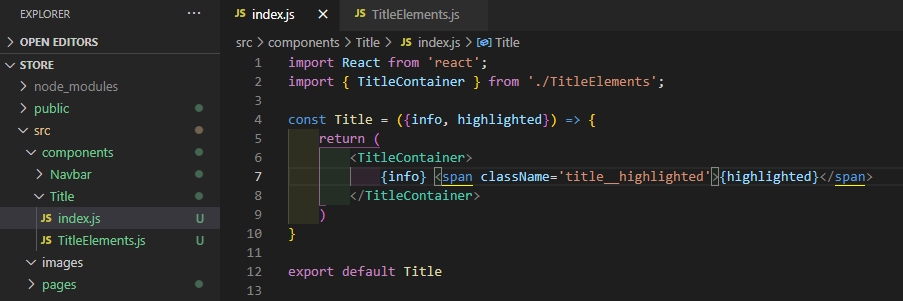 EXPLORER
OPEN EDITORS
STORE
node_modules
public
src
components
Navbar
Title
JS index.js U
JS TitleElements.js U
images
pages
JS index.js
JS TitleElements.js
src > components > Title > JS index.js > Title
1 import React from 'react';
2 import { TitleContainer } from './TitleElements';
3
4 const Title = ({info, highlighted}) => {
5 return (
6 <TitleContainer>
7 {info} <span className='title__highlighted'>{highlighted}</span>
8 </TitleContainer>
9 )
10 }
11
12 export default Title
13